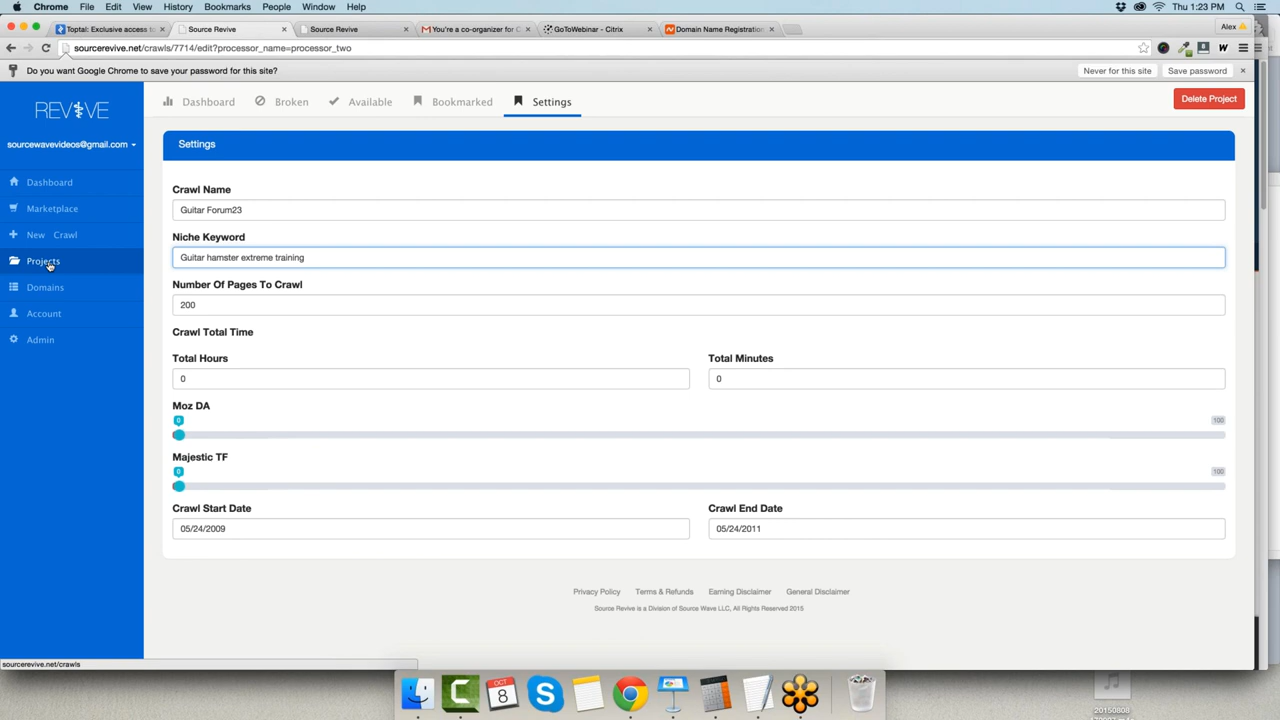 Chrome File Edit View History Bookmarks People Window Help Thu 1:23 PM
Toptal: Exclusive access to Source Revive Source Revive You're a co-organizer for C GoToWebinar - Citrix Domain Name Registration Alex
sourcerevive.net/crawls/7714/edit?processor_name=processor_two
Do you want Google Chrome to save your password for this site? Never for this site Save password
REVIVE
Dashboard Broken Available Bookmarked Settings Delete Project
sourcewavevideos@gmail.com
Settings
Dashboard
Marketplace
New Crawl
Projects
Domains
Account
Admin
Crawl Name
Guitar Forum23
Niche Keyword
Guitar hamster extreme training
Number Of Pages To Crawl
200
Crawl Total Time
Total Hours Total Minutes
0 0
Moz DA
0 100
Majestic TF
0 100
Crawl Start Date Crawl End Date
05/24/2009 05/24/2011
Privacy Policy Terms & Refunds Earning Disclaimer General Disclaimer
Source Revive is a Division of Source Wave LLC, All Rights Reserved 2015
sourcerevive.net/crawls
OCT
8
20150808